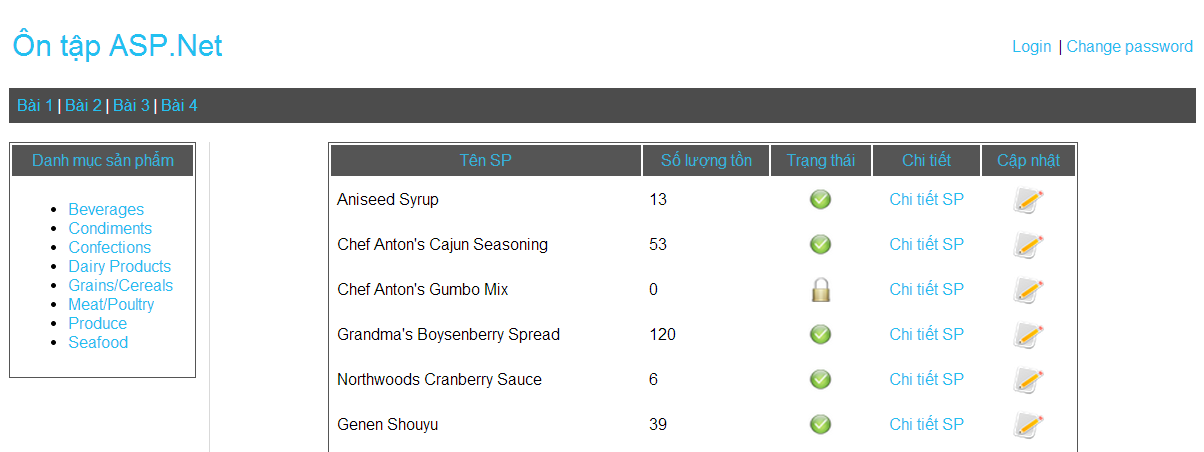 Ôn tập ASP.Net
Login | Change password
Bài 1 | Bài 2 | Bài 3 | Bài 4
Danh mục sản phẩm
Beverages
Condiments
Confections
Dairy Products
Grains/Cereals
Meat/Poultry
Produce
Seafood
Tên SP Số lượng tồn Trạng thái Chi tiết Cập nhật
Aniseed Syrup 13 Chi tiết SP
Chef Anton's Cajun Seasoning 53 Chi tiết SP
Chef Anton's Gumbo Mix 0 Chi tiết SP
Grandma's Boysenberry Spread 120 Chi tiết SP
Northwoods Cranberry Sauce 6 Chi tiết SP
Genen Shouyu 39 Chi tiết SP